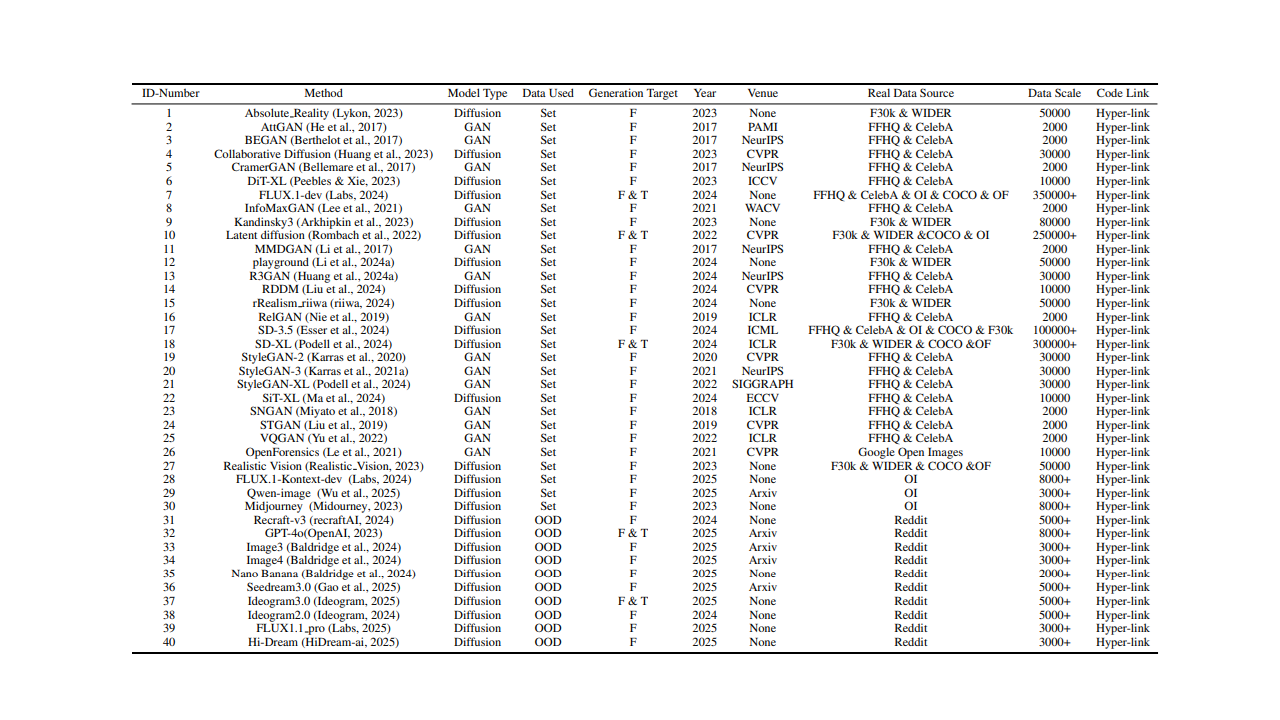 ID-Number Method Model Type Data Used Generation Target Year Venue Real Data Source Data Scale Code Link
1 Absolute_Reality (Lykon, 2023) Diffusion Set F 2023 None F30k & WIDER 50000 Hyper-link
2 AttGAN (He et al., 2017) GAN Set F 2017 PAMI FFHQ & CelebA 2000 Hyper-link
3 BEGAN (Berthelot et al., 2017) GAN Set F 2017 NeurIPS FFHQ & CelebA 2000 Hyper-link
4 Collaborative Diffusion (Huang et al., 2023) Diffusion Set F 2023 CVPR FFHQ & CelebA 30000 Hyper-link
5 CramerGAN (Bellemare et al., 2017) GAN Set F 2017 NeurIPS FFHQ & CelebA 2000 Hyper-link
6 DiT-XL (Peebles & Xie, 2023) Diffusion Set F 2023 ICCV FFHQ & CelebA 10000 Hyper-link
7 FLUX.1-dev (Labs, 2024) Diffusion Set F & T 2024 None FFHQ & CelebA & OI & COCO & OF 350000+ Hyper-link
8 InfoMaxGAN (Lee et al., 2021) GAN Set F 2021 WACV FFHQ & CelebA 2000 Hyper-link
9 Kandinsky3 (Arkhipkin et al., 2023) Diffusion Set F 2023 None F30k & WIDER 80000 Hyper-link
10 Latent diffusion (Rombach et al., 2022) Diffusion Set F & T 2022 CVPR F30k & WIDER &COCO & OI 250000+ Hyper-link
11 MMDGAN (Li et al., 2017) GAN Set F 2017 NeurIPS FFHQ & CelebA 2000 Hyper-link
12 playground (Li et al., 2024a) Diffusion Set F 2024 None F30k & WIDER 50000 Hyper-link
13 R3GAN (Huang et al., 2024a) GAN Set F 2024 NeurIPS FFHQ & CelebA 30000 Hyper-link
14 RDDM (Liu et al., 2024) Diffusion Set F 2024 CVPR FFHQ & CelebA 10000 Hyper-link
15 rRealism_riiwa (riiwa, 2024) Diffusion Set F 2024 None F30k & WIDER 50000 Hyper-link
16 RelGAN (Nie et al., 2019) GAN Set F 2019 ICLR FFHQ & CelebA 2000 Hyper-link
17 SD-3.5 (Esser et al., 2024) Diffusion Set F 2024 ICML FFHQ & CelebA & OI & COCO & F30k 100000+ Hyper-link
18 SD-XL (Podell et al., 2024) Diffusion Set F & T 2024 ICLR F30k & WIDER & COCO &OF 300000+ Hyper-link
19 StyleGAN-2 (Karras et al., 2020) GAN Set F 2020 CVPR FFHQ & CelebA 30000 Hyper-link
20 StyleGAN-3 (Karras et al., 2021a) GAN Set F 2021 NeurIPS FFHQ & CelebA 30000 Hyper-link
21 StyleGAN-XL (Podell et al., 2024) GAN Set F 2022 SIGGRAPH FFHQ & CelebA 30000 Hyper-link
22 SiT-XL (Ma et al., 2024) Diffusion Set F 2024 ECCV FFHQ & CelebA 10000 Hyper-link
23 SNGAN (Miyato et al., 2018) GAN Set F 2018 ICLR FFHQ & CelebA 2000 Hyper-link
24 STGAN (Liu et al., 2019) GAN Set F 2019 CVPR FFHQ & CelebA 2000 Hyper-link
25 VQGAN (Yu et al., 2022) GAN Set F 2022 ICLR FFHQ & CelebA 2000 Hyper-link
26 OpenForensics (Le et al., 2021) GAN Set F 2021 CVPR Google Open Images 10000 Hyper-link
27 Realistic Vision (Realistic_Vision, 2023) Diffusion Set F 2023 None F30k & WIDER & COCO &OF 50000 Hyper-link
28 FLUX.1-Kontext-dev (Labs, 2024) Diffusion Set F 2025 None OI 8000+ Hyper-link
29 Qwen-image (Wu et al., 2025) Diffusion Set F 2025 Arxiv OI 3000+ Hyper-link
30 Midjourney (Midourney, 2023) Diffusion Set F 2023 None OI 8000+ Hyper-link
31 Recraft-v3 (recraftAI, 2024) Diffusion OOD F 2024 None Reddit 5000+ Hyper-link
32 GPT-4o(OpenAI, 2023) Diffusion OOD F & T 2025 Arxiv Reddit 8000+ Hyper-link
33 Image3 (Baldridge et al., 2024) Diffusion OOD F 2025 Arxiv Reddit 3000+ Hyper-link
34 Image4 (Baldridge et al., 2024) Diffusion OOD F 2025 Arxiv Reddit 3000+ Hyper-link
35 Nano Banana (Baldridge et al., 2024) Diffusion OOD F 2025 None Reddit 2000+ Hyper-link
36 Seedream3.0 (Gao et al., 2025) Diffusion OOD F 2025 Arxiv Reddit 5000+ Hyper-link
37 Ideogram3.0 (Ideogram, 2025) Diffusion OOD F & T 2025 None Reddit 5000+ Hyper-link
38 Ideogram2.0 (Ideogram, 2024) Diffusion OOD F 2024 None Reddit 5000+ Hyper-link
39 FLUX1.1_pro (Labs, 2025) Diffusion OOD F 2025 None Reddit 3000+ Hyper-link
40 Hi-Dream (HiDream-ai, 2025) Diffusion OOD F 2025 None Reddit 3000+ Hyper-link